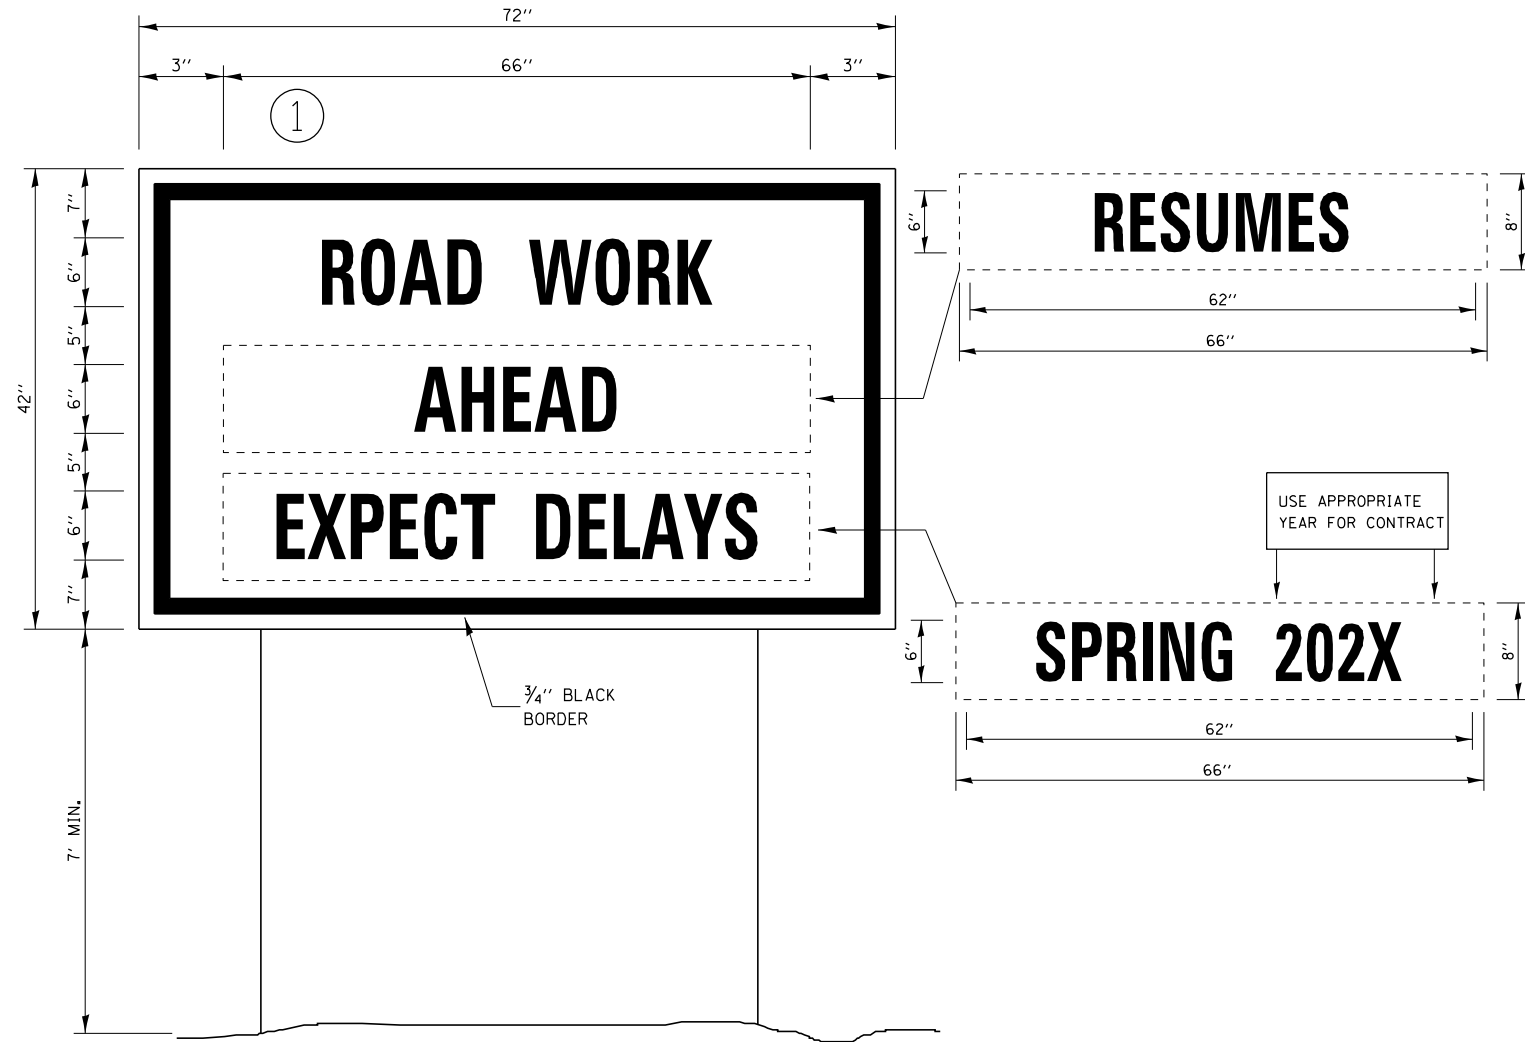 72''
3'' 66'' 3''
1
7''
6''
5''
6''
5''
6''
7''
42''
7' MIN.
ROAD WORK
AHEAD
EXPECT DELAYS
3/4'' BLACK
BORDER
6''
RESUMES
8''
62''
66''
USE APPROPRIATE
YEAR FOR CONTRACT
6''
SPRING 202X
8''
62''
66''